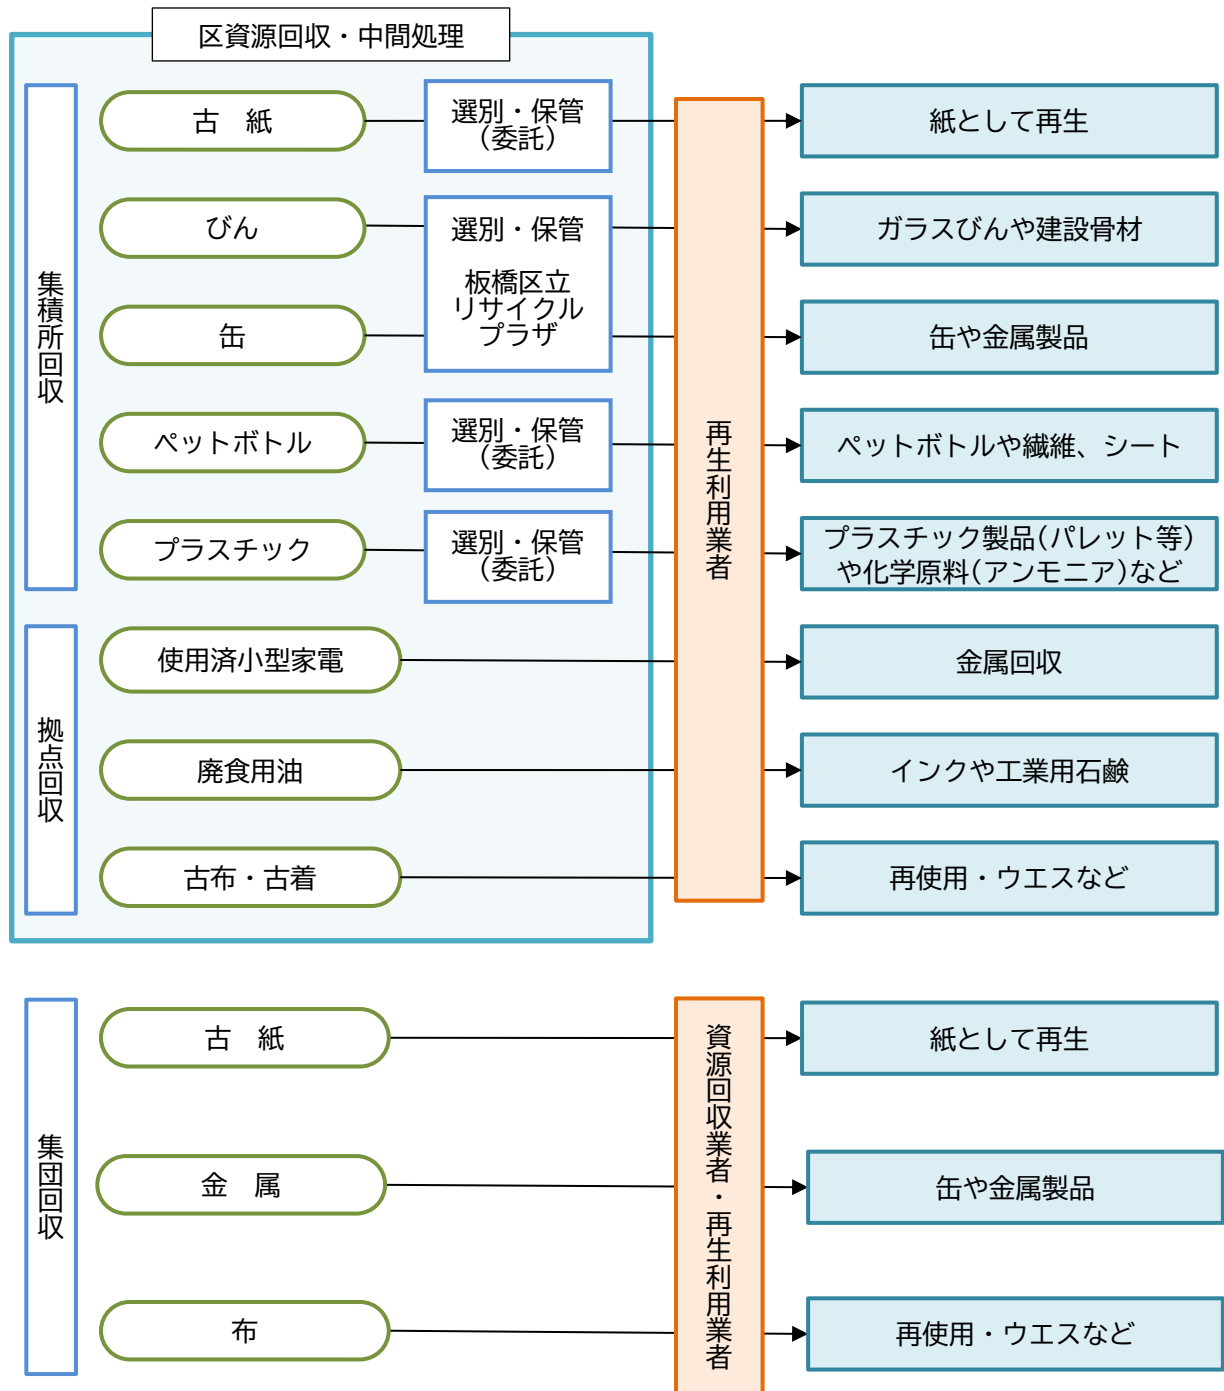 区資源回収・中間処理
集積所回収
古　紙
選別・保管
（委託）
紙として再生
びん
選別・保管
板橋区立
リサイクル
プラザ
ガラスびんや建設骨材
缶
缶や金属製品
ペットボトル
選別・保管
（委託）
ペットボトルや繊維、シート
プラスチック
選別・保管
（委託）
プラスチック製品(パレット等)
や化学原料(アンモニア)など
再生利用業者
拠点回収
使用済小型家電
金属回収
廃食用油
インクや工業用石鹸
古布・古着
再使用・ウエスなど
集団回収
古　紙
紙として再生
金　属
缶や金属製品
布
再使用・ウエスなど
資源回収業者・再生利用業者